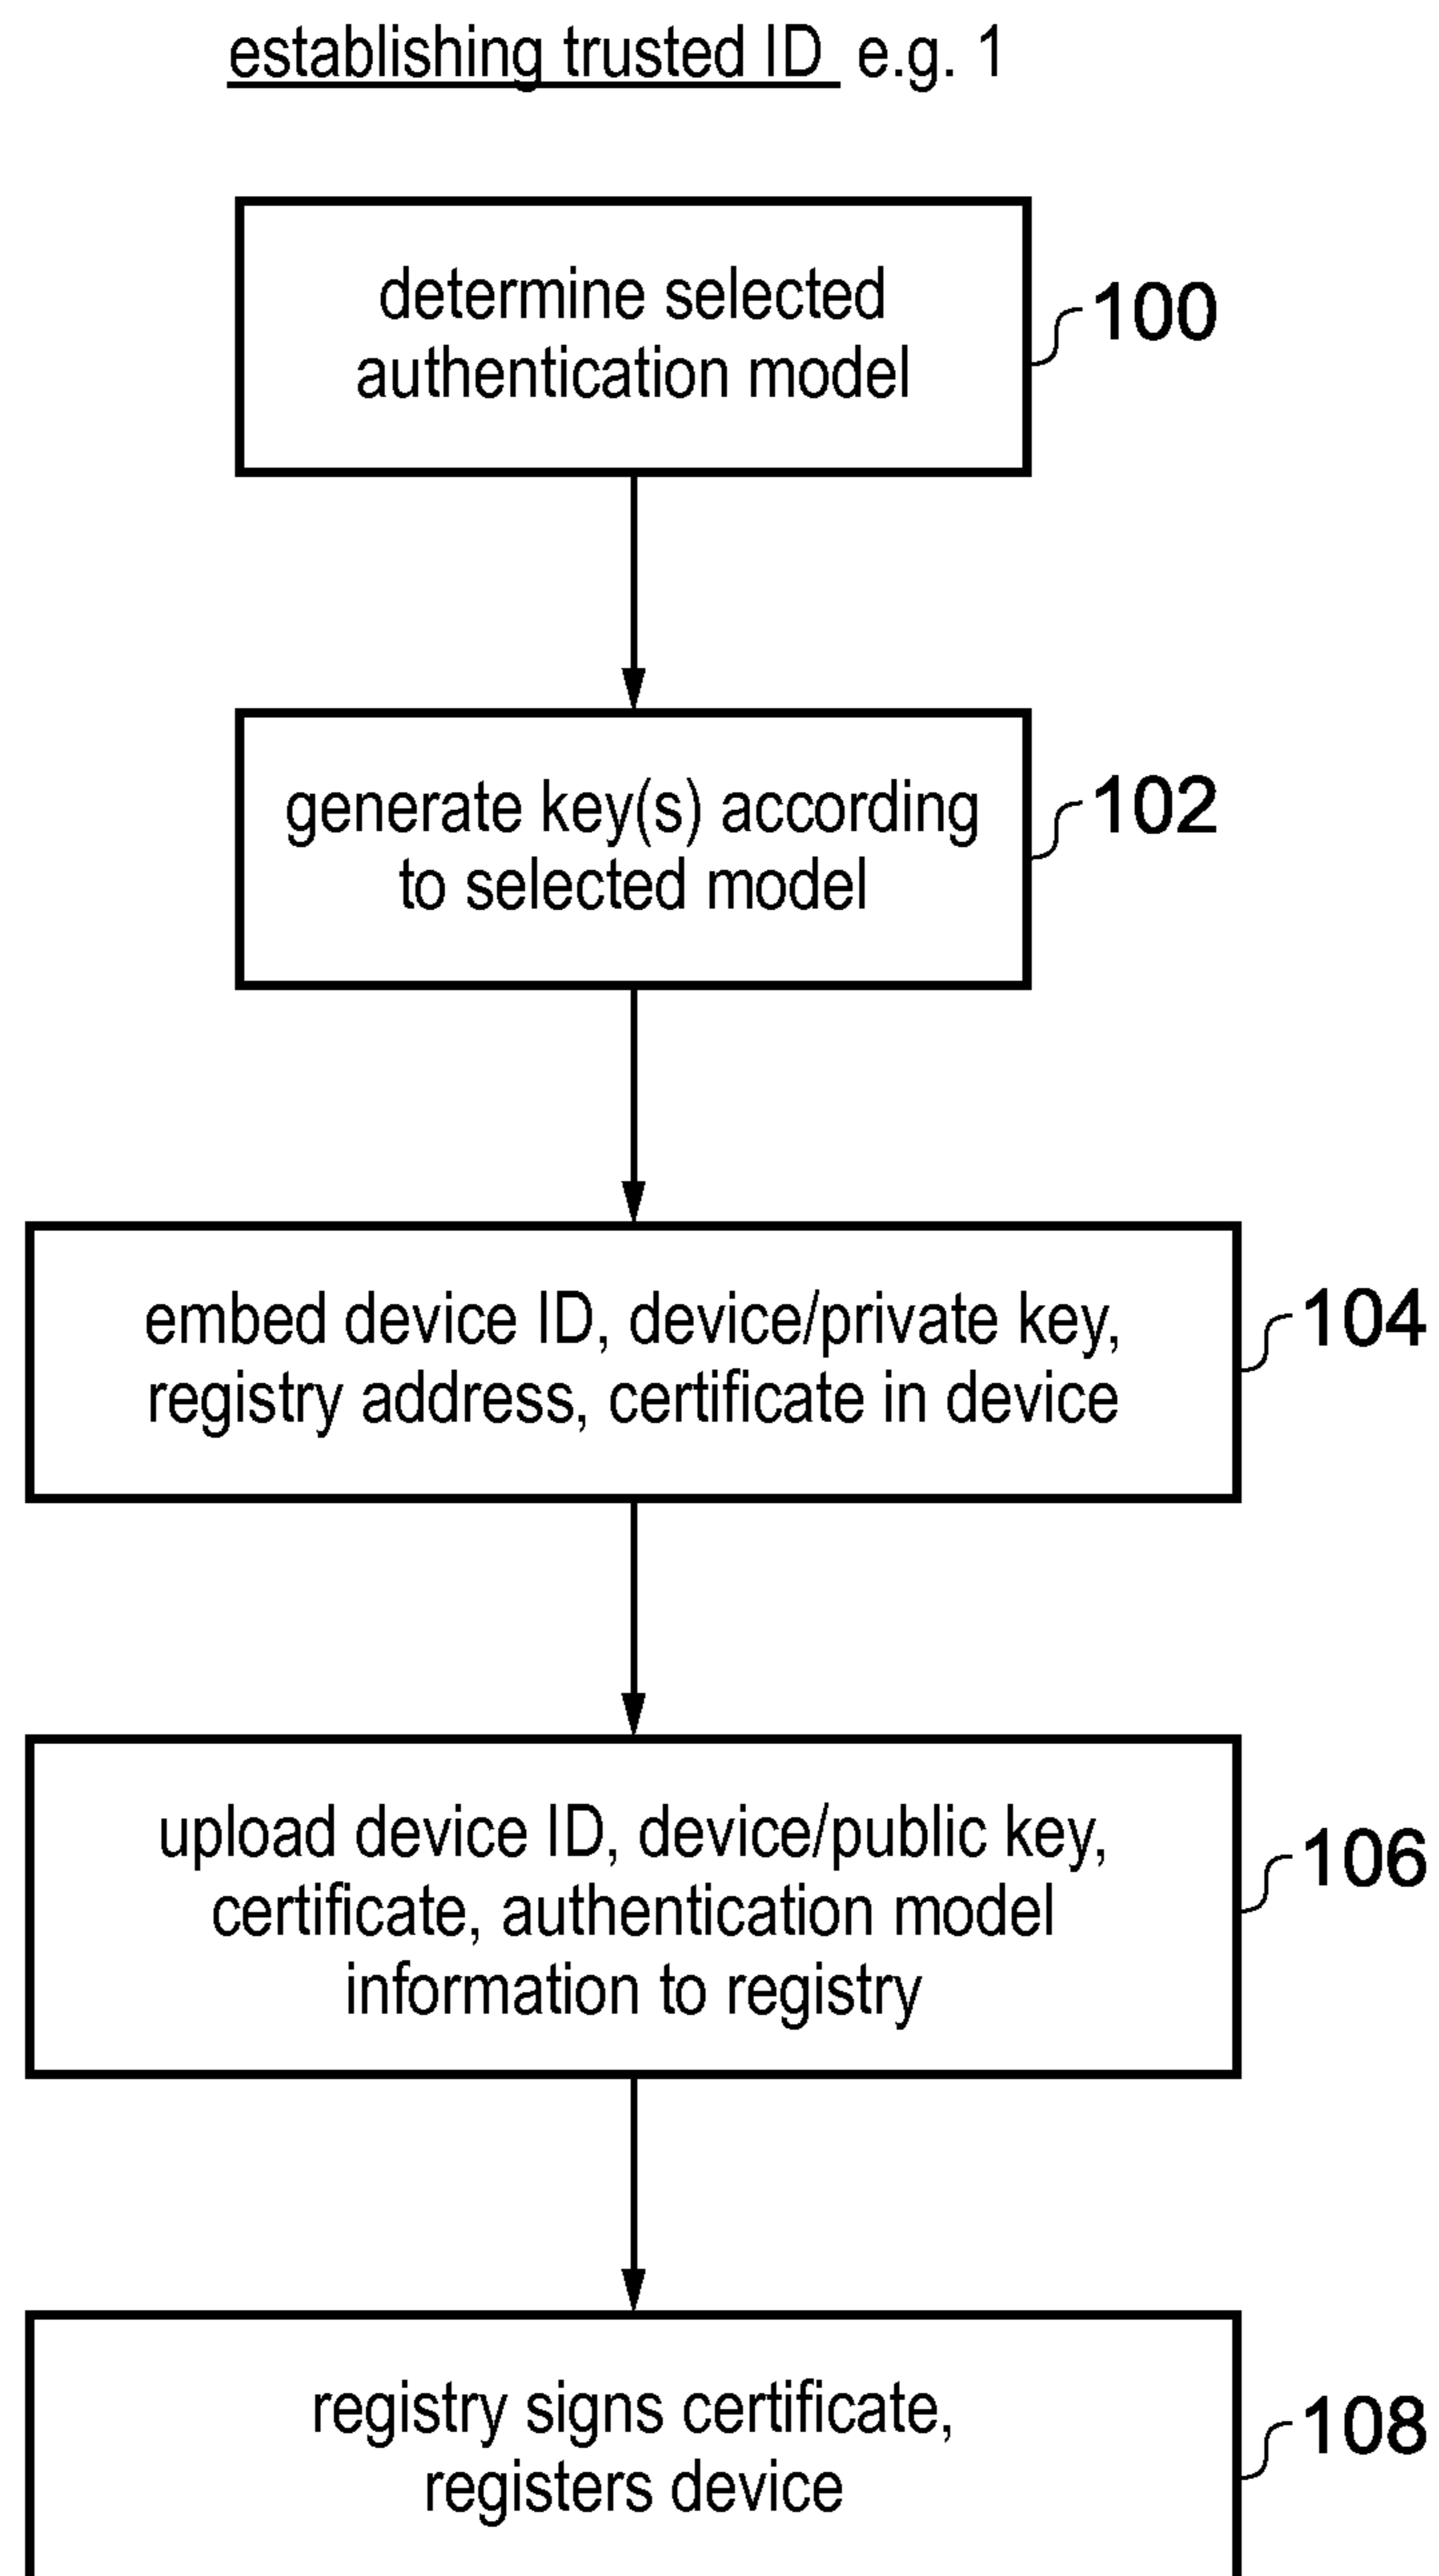 establishing trusted ID e.g. 1
determine selected
authentication model
100
generate key(s) according
to selected model
102
embed device ID, device/private key,
registry address, certificate in device
104
upload device ID, device/public key,
certificate, authentication model
information to registry
106
registry signs certificate,
registers device
108